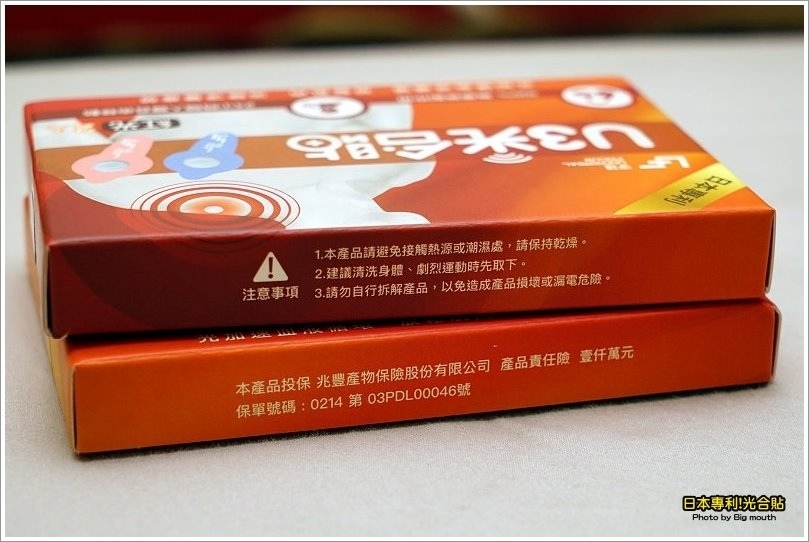 U3光合貼
紅光
日本專利
注意事項
1.本產品請避免接觸熱源或潮濕處，請保持乾燥。
2.建議清洗身體、劇烈運動時先取下。
3.請勿自行拆解產品，以免造成產品損壞或漏電危險。
本產品投保 兆豐產物保險股份有限公司 產品責任險 壹仟萬元
保單號碼：0214 第 03PDL00046號
日本專利!光合貼
Photo by Big mouth